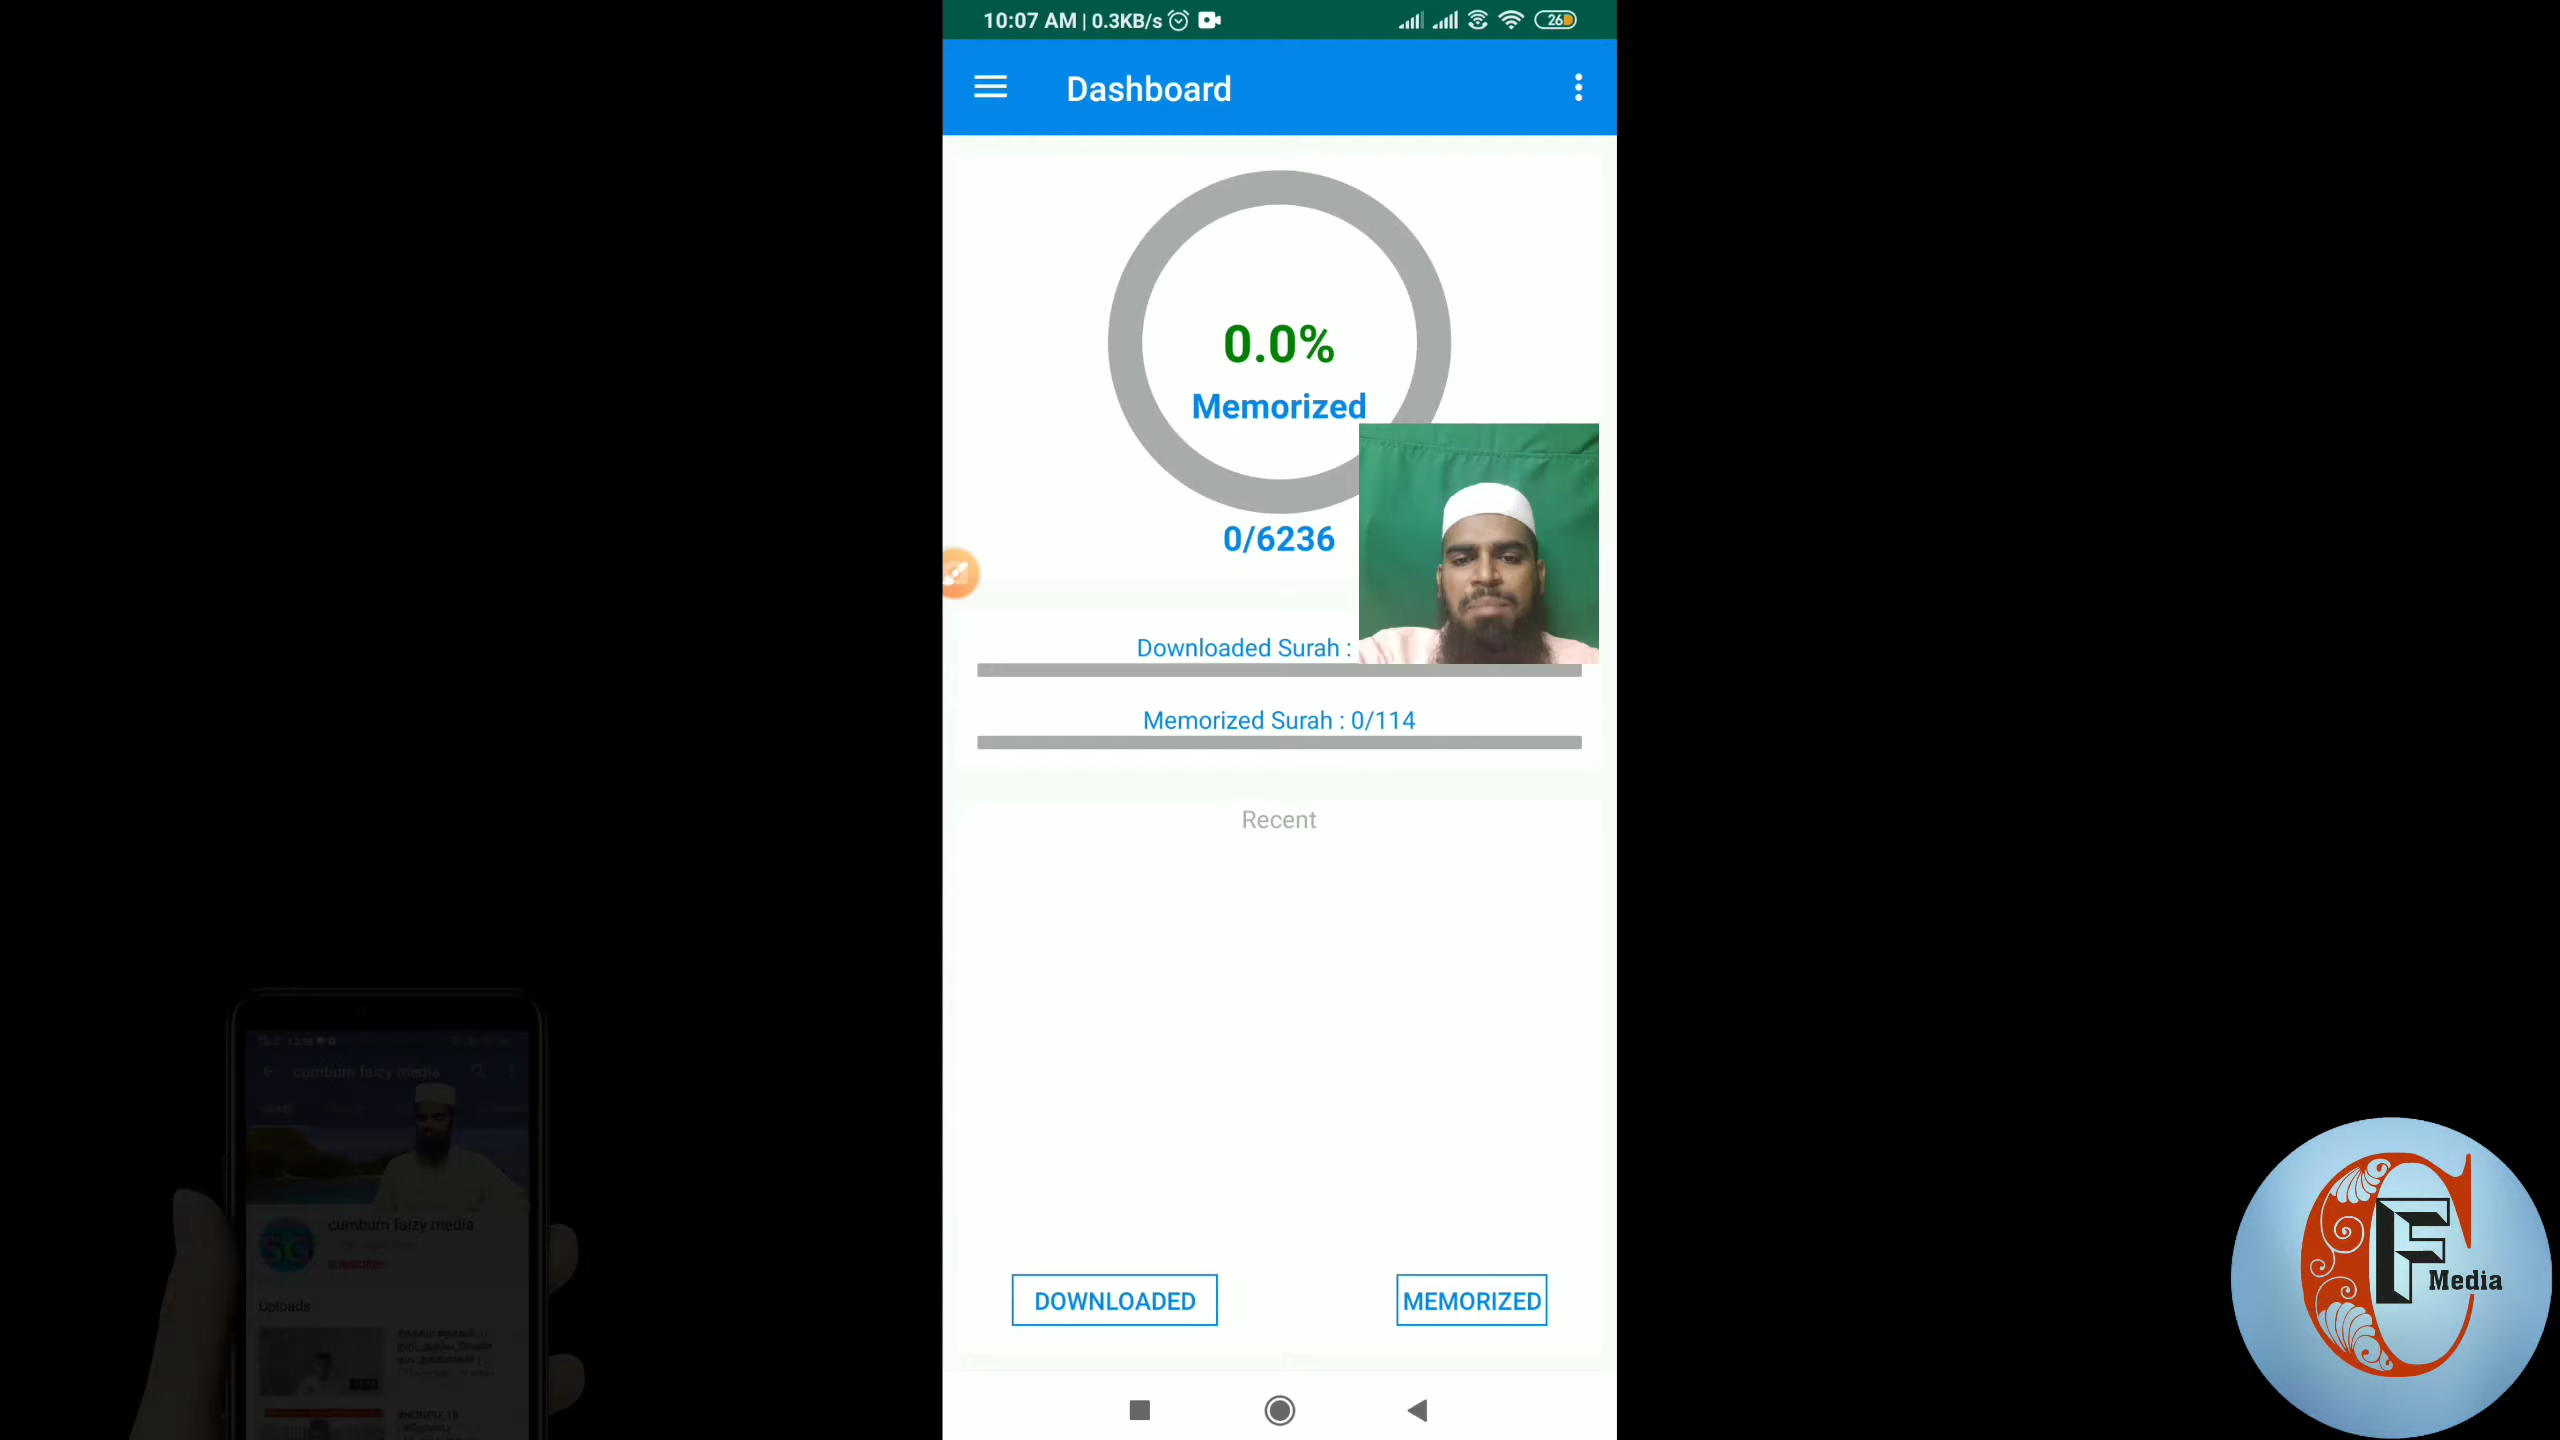 10:07 AM | 0.3KB/s
26
Dashboard
0.0%
Memorized
0/6236
Downloaded Surah :
Memorized Surah : 0/114
Recent
DOWNLOADED
MEMORIZED
cumbum faizy media
cumbum faizy media
Uploads
CF
Media